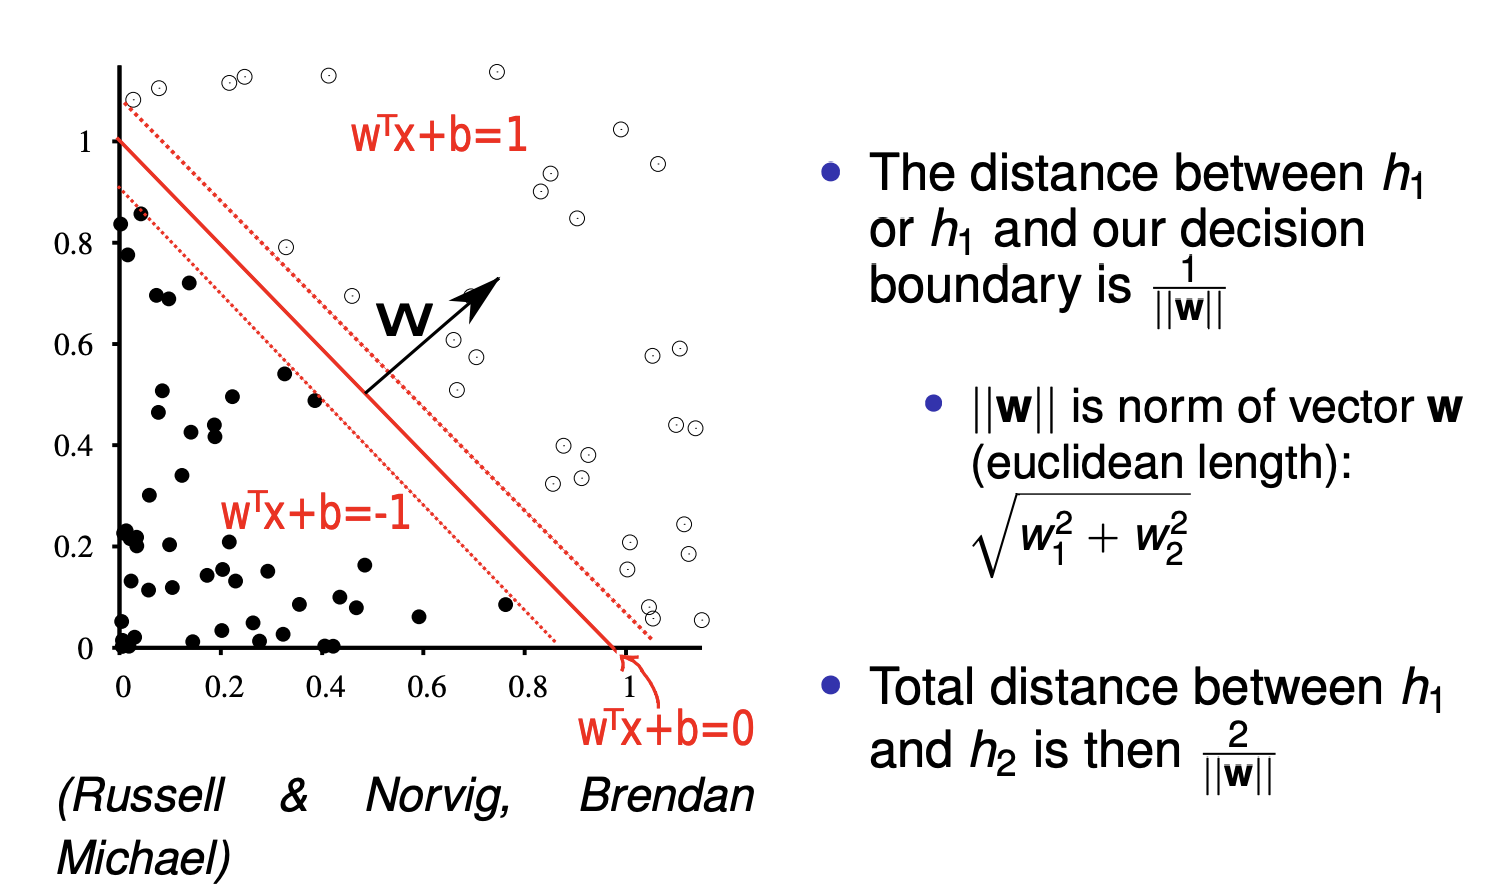 wᵀx+b=1
1
0.8
0.6
0.4
0.2
0
w
wᵀx+b=-1
0 0.2 0.4 0.6 0.8 1
wᵀx+b=0
(Russell & Norvig, Brendan
Michael)
• The distance between h₁
or h₁ and our decision
boundary is 1/||w||
• ||w|| is norm of vector w
(euclidean length):
√(w₁² + w₂²)
• Total distance between h₁
and h₂ is then 2/||w||